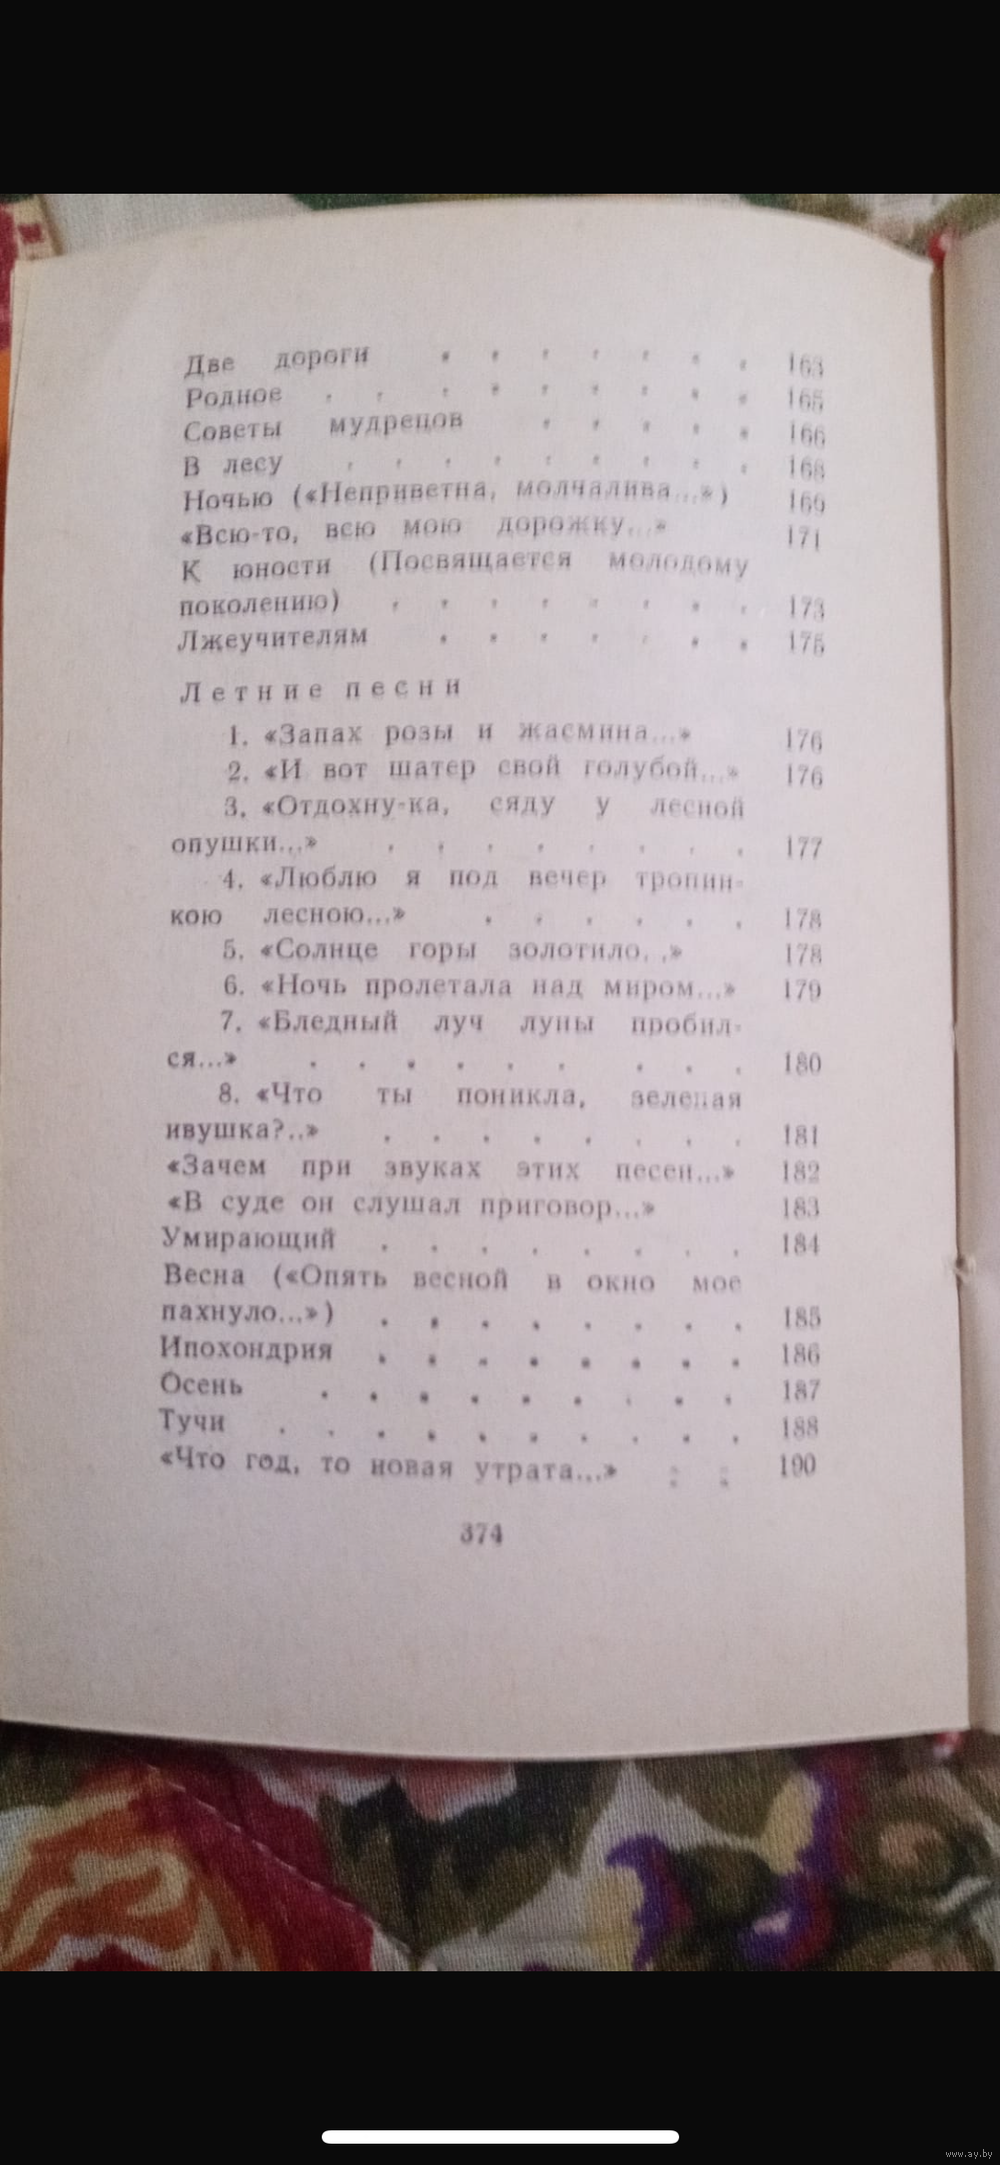 Две дороги . . . . . . . 163
Родное . . . . . . . . . 165
Советы мудрецов . . . . . 166
В лесу . . . . . . . . . 168
Ночью («Неприветна, молчалива...») 169
«Всю-то, всю мою дорожку...» 171
К юности (Посвящается молодому
поколению) . . . . . . . . 173
Лжеучителям . . . . . . . 175
Летние песни
1. «Запах розы и жасмина...» 176
2. «И вот шатер свой голубой...» 176
3. «Отдохну-ка, сяду у лесной
опушки...» . . . . . . . . 177
4. «Люблю я под вечер тропин-
кою лесною...» . . . . . . 178
5. «Солнце горы золотило...» 178
6. «Ночь пролетала над миром...» 179
7. «Бледный луч луны пробил-
ся...» . . . . . . . . . 180
8. «Что ты поникла, зеленая
ивушка?..» . . . . . . . . 181
«Зачем при звуках этих песен...» 182
«В суде он слушал приговор...» 183
Умирающий . . . . . . . . 184
Весна («Опять весной в окно мое
пахнуло...») . . . . . . . . 185
Ипохондрия . . . . . . . . 186
Осень . . . . . . . . . 187
Тучи . . . . . . . . . . 188
«Что год, то новая утрата...» : : 190
374
www.ay.by